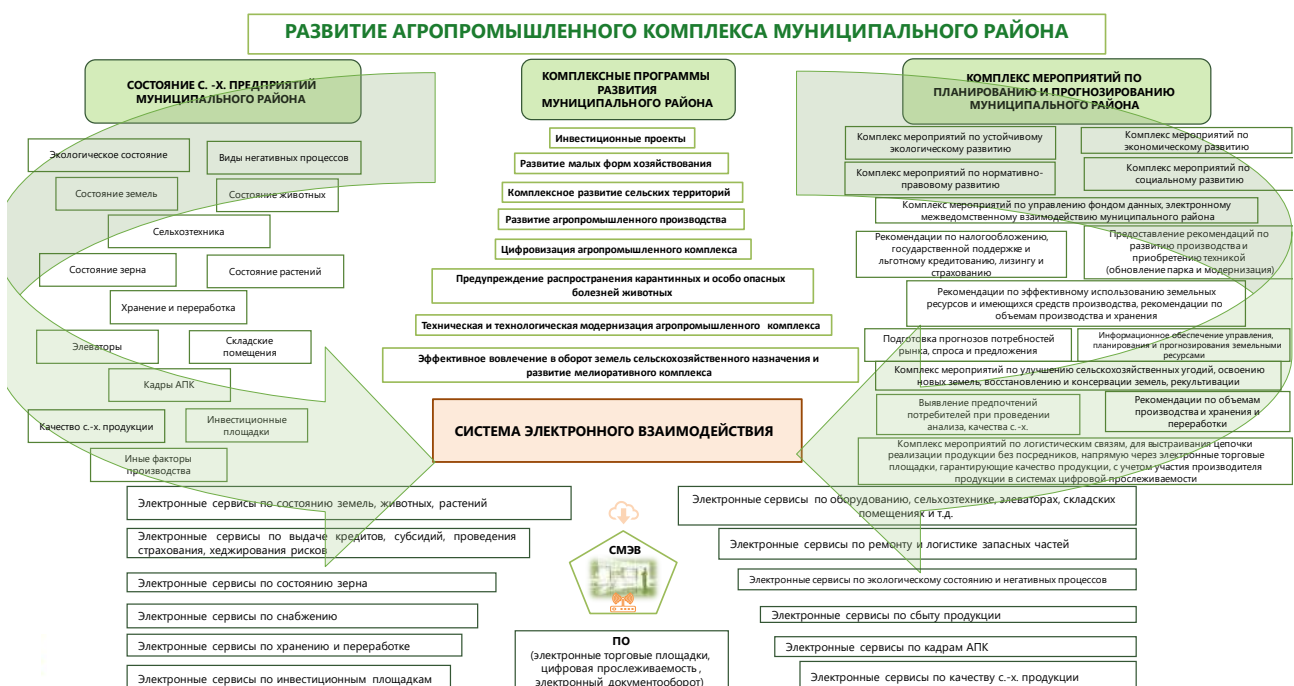 РАЗВИТИЕ АГРОПРОМЫШЛЕННОГО КОМПЛЕКСА МУНИЦИПАЛЬНОГО РАЙОНА
СОСТОЯНИЕ С. -Х. ПРЕДПРИЯТИЙ
МУНИЦИПАЛЬНОГО РАЙОНА
Экологическое состояние
Виды негативных процессов
Состояние земель
Состояние животных
Сельхозтехника
Состояние зерна
Состояние растений
Хранение и переработка
Элеваторы
Складские
помещения
Кадры АПК
Качество с.-х. продукции
Инвестиционные
площадки
Иные факторы
производства
КОМПЛЕКСНЫЕ ПРОГРАММЫ
РАЗВИТИЯ
МУНИЦИПАЛЬНОГО РАЙОНА
Инвестиционные проекты
Развитие малых форм хозяйствования
Комплексное развитие сельских территорий
Развитие агропромышленного производства
Цифровизация агропромышленного комплекса
Предупреждение распространения карантинных и особо опасных
болезней животных
Техническая и технологическая модернизация агропромышленного комплекса
Эффективное вовлечение в оборот земель сельскохозяйственного назначения и
развитие мелиоративного комплекса
КОМПЛЕКС МЕРОПРИЯТИЙ ПО
ПЛАНИРОВАНИЮ И ПРОГНОЗИРОВАНИЮ
МУНИЦИПАЛЬНОГО РАЙОНА
Комплекс мероприятий по устойчивому
экологическому развитию
Комплекс мероприятий по
экономическому развитию
Комплекс мероприятий по нормативно-
правовому развитию
Комплекс мероприятий по
социальному развитию
Комплекс мероприятий по управлению фондом данных, электронному
межведомственному взаимодействию муниципального района
Рекомендации по налогообложению,
государственной поддержке и
льготному кредитованию, лизингу и
страхованию
Предоставление рекомендаций по
развитию производства и
приобретению техникой
(обновление парка и модернизация)
Рекомендации по эффективному использованию земельных
ресурсов и имеющихся средств производства, рекомендации по
объемам производства и хранения
Подготовка прогнозов потребностей
рынка, спроса и предложения
Информационное обеспечение управления,
планирования и прогнозирования земельными
ресурсами
Комплекс мероприятий по улучшению сельскохозяйственных угодий, освоению
новых земель, восстановлению и консервации земель, рекультивации
Выявление предпочтений
потребителей при проведении
анализа, качества с.-х.
Рекомендации по объемам
производства и хранения и
переработки
Комплекс мероприятий по логистическим связям, для выстраивания цепочки
реализации продукции без посредников, напрямую через электронные торговые
площадки, гарантирующие качество продукции, с учетом участия производителя
продукции в системах цифровой прослеживаемости
СИСТЕМА ЭЛЕКТРОННОГО ВЗАИМОДЕЙСТВИЯ
Электронные сервисы по состоянию земель, животных, растений
Электронные сервисы по выдаче кредитов, субсидий, проведения
страхования, хеджирования рисков
Электронные сервисы по состоянию зерна
Электронные сервисы по снабжению
Электронные сервисы по хранению и переработке
Электронные сервисы по инвестиционным площадкам
СМЭВ
ПО
(электронные торговые площадки,
цифровая прослеживаемость,
электронный документооборот)
Электронные сервисы по оборудованию, сельхозтехнике, элеваторах, складских
помещениях и т.д.
Электронные сервисы по ремонту и логистике запасных частей
Электронные сервисы по экологическому состоянию и негативных процессов
Электронные сервисы по сбыту продукции
Электронные сервисы по кадрам АПК
Электронные сервисы по качеству с.-х. продукции